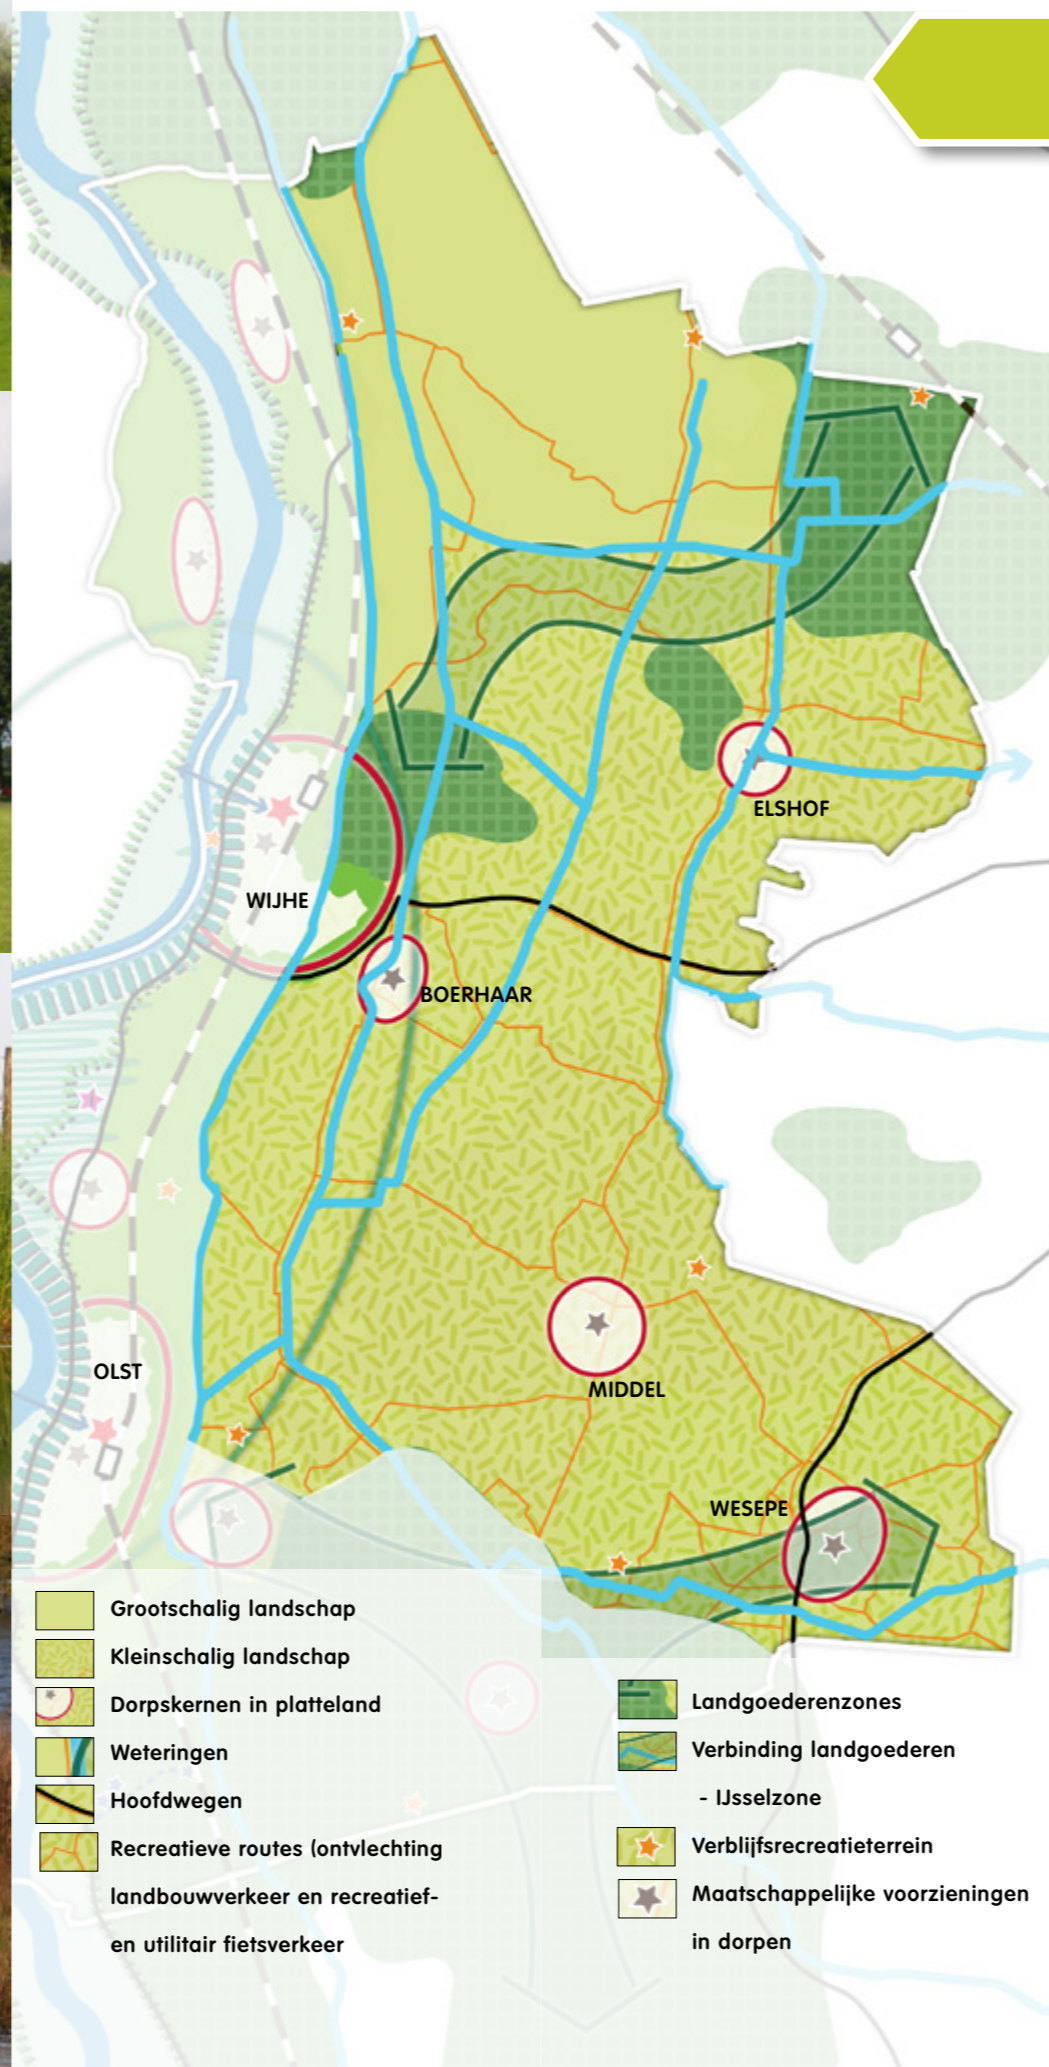 ELSHOF
WIJHE
BOERHAAR
OLST
MIDDEL
WESEPE
Grootschalig landschap
Kleinschalig landschap
Dorpskernen in platteland
Weteringen
Hoofdwegen
Recreatieve routes (ontvlechting
landbouwverkeer en recreatief-
en utilitair fietsverkeer
Landgoederenzones
Verbinding landgoederen
- IJsselzone
Verblijfsrecreatieterrein
Maatschappelijke voorzieningen
in dorpen